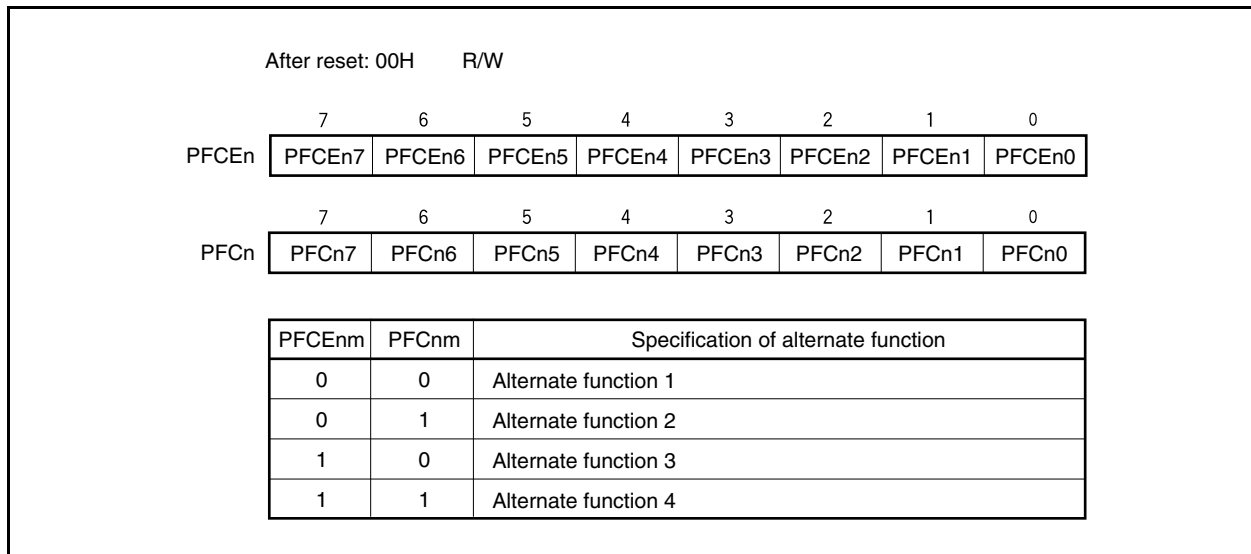 After reset: 00H R/W
7 6 5 4 3 2 1 0
PFCEn PFCEn7 PFCEn6 PFCEn5 PFCEn4 PFCEn3 PFCEn2 PFCEn1 PFCEn0
7 6 5 4 3 2 1 0
PFCn PFCn7 PFCn6 PFCn5 PFCn4 PFCn3 PFCn2 PFCn1 PFCn0
PFCEnm PFCnm Specification of alternate function
0 0 Alternate function 1
0 1 Alternate function 2
1 0 Alternate function 3
1 1 Alternate function 4